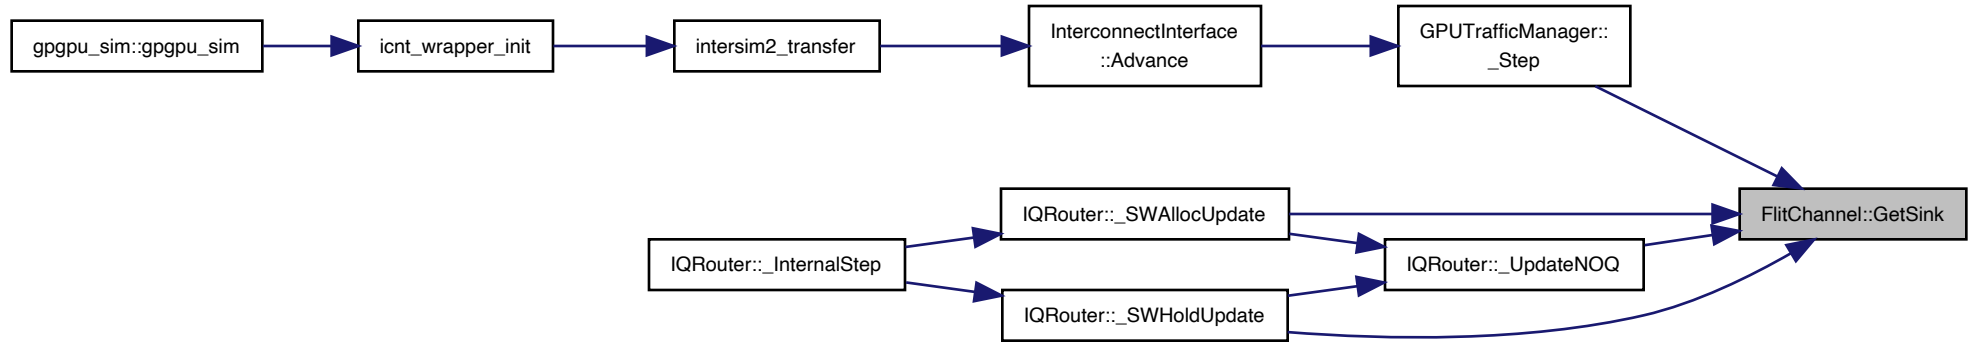 gpgpu_sim::gpgpu_sim
icnt_wrapper_init
intersim2_transfer
InterconnectInterface
::Advance
GPUTrafficManager::
_Step
FlitChannel::GetSink
IQRouter::_SWAllocUpdate
IQRouter::_InternalStep
IQRouter::_UpdateNOQ
IQRouter::_SWHoldUpdate